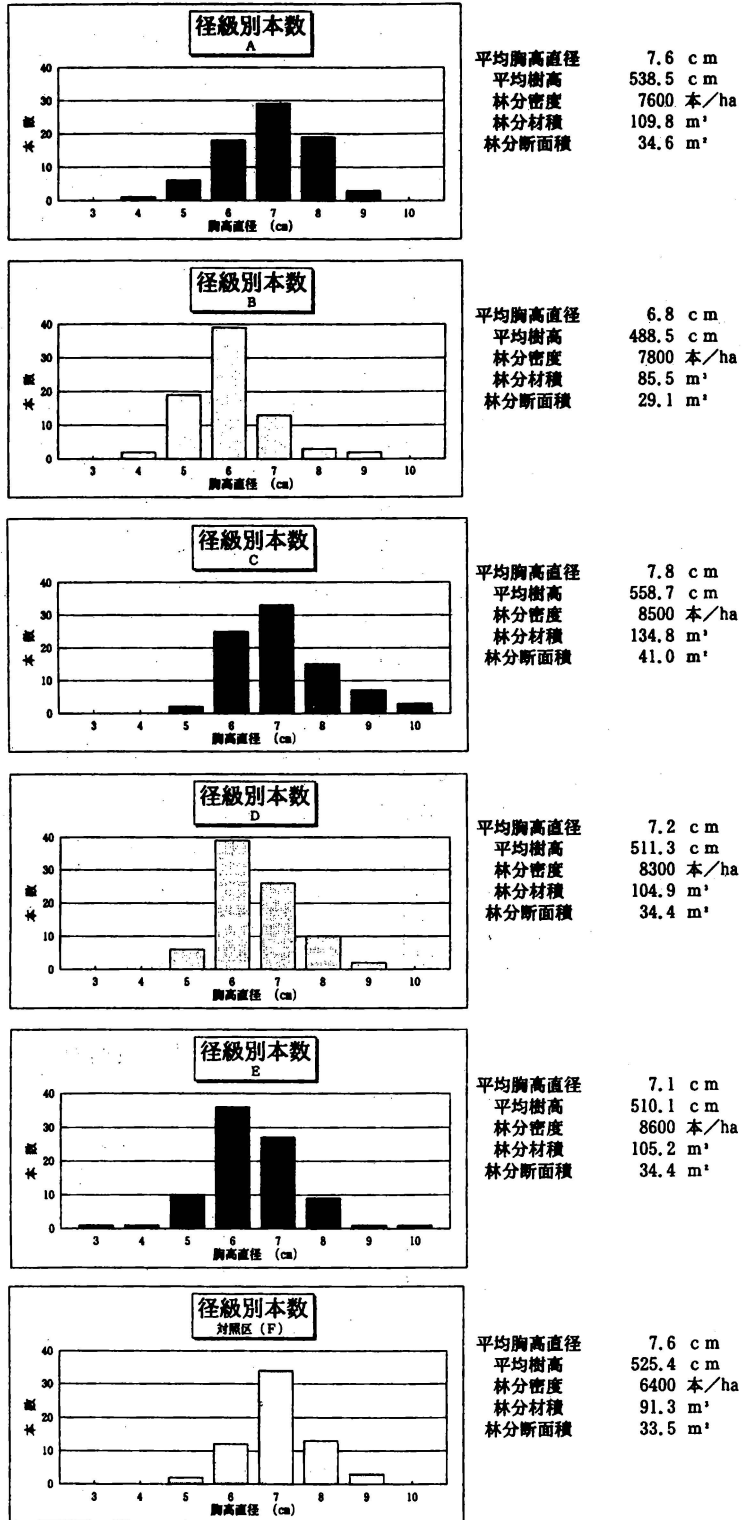 径級別本数
A
40
30
20
10
0
本数
3 4 5 6 7 8 9 10
胸高直径 (cm)
平均胸高直径 7.6 cm
平均樹高 538.5 cm
林分密度 7600 本/ha
林分材積 109.8 m³
林分断面積 34.6 m²
径級別本数
B
40
30
20
10
0
本数
3 4 5 6 7 8 9 10
胸高直径 (cm)
平均胸高直径 6.8 cm
平均樹高 488.5 cm
林分密度 7800 本/ha
林分材積 85.5 m³
林分断面積 29.1 m²
径級別本数
C
40
30
20
10
0
本数
3 4 5 6 7 8 9 10
胸高直径 (cm)
平均胸高直径 7.8 cm
平均樹高 558.7 cm
林分密度 8500 本/ha
林分材積 134.8 m³
林分断面積 41.0 m²
径級別本数
D
40
30
20
10
0
本数
3 4 5 6 7 8 9 10
胸高直径 (cm)
平均胸高直径 7.2 cm
平均樹高 511.3 cm
林分密度 8300 本/ha
林分材積 104.9 m³
林分断面積 34.4 m²
径級別本数
E
40
30
20
10
0
本数
3 4 5 6 7 8 9 10
胸高直径 (cm)
平均胸高直径 7.1 cm
平均樹高 510.1 cm
林分密度 8600 本/ha
林分材積 105.2 m³
林分断面積 34.4 m²
径級別本数
対照区 (F)
40
30
20
10
0
本数
3 4 5 6 7 8 9 10
胸高直径 (cm)
平均胸高直径 7.6 cm
平均樹高 525.4 cm
林分密度 6400 本/ha
林分材積 91.3 m³
林分断面積 33.5 m²